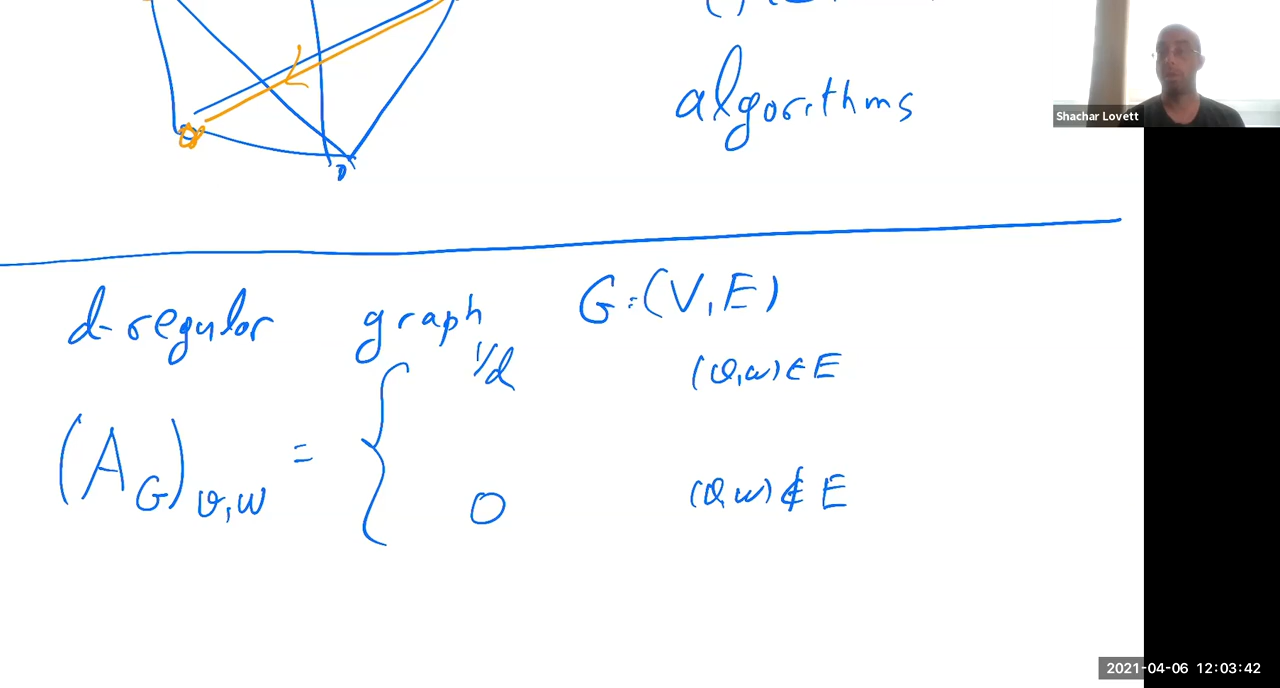 algorithms
Shachar Lovett
d-regular graph G=(V,E)
(A_G)_{v,w} = { 1/d (v,w) ∈ E
0 (v,w) ∉ E
2021-04-06 12:03:42